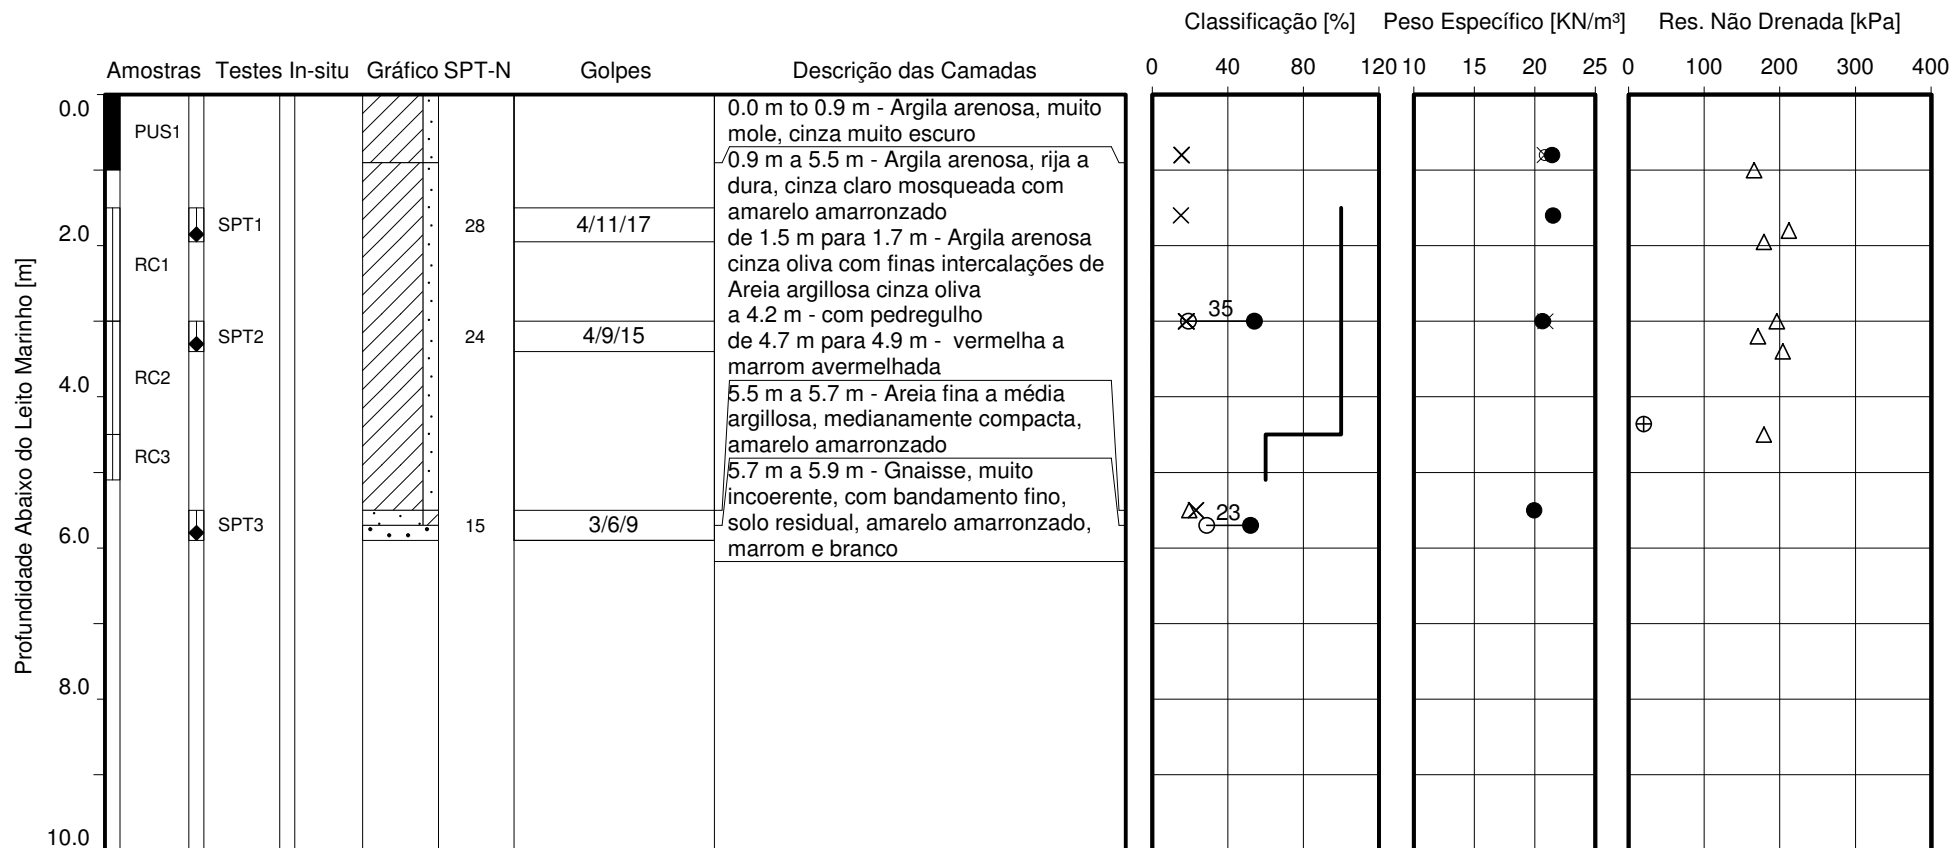 Classificação [%] Peso Específico [KN/m³] Res. Não Drenada [kPa]
Amostras Testes In-situ Gráfico SPT-N Golpes Descrição das Camadas 0 40 80 120 10 15 20 25 0 100 200 300 400
0.0
2.0
4.0
6.0
8.0
10.0
Profundidade Abaixo do Leito Marinho [m]
PUS1
RC1
RC2
RC3
SPT1 28 4/11/17
SPT2 24 4/9/15
SPT3 15 3/6/9
0.0 m to 0.9 m - Argila arenosa, muito
mole, cinza muito escuro
0.9 m a 5.5 m - Argila arenosa, rija a
dura, cinza claro mosqueada com
amarelo amarronzado
de 1.5 m para 1.7 m - Argila arenosa
cinza oliva com finas intercalações de
Areia argillosa cinza oliva
a 4.2 m - com pedregulho
de 4.7 m para 4.9 m - vermelha a
marrom avermelhada
5.5 m a 5.7 m - Areia fina a média
argillosa, medianamente compacta,
amarelo amarronzado
5.7 m a 5.9 m - Gnaisse, muito
incoerente, com bandamento fino,
solo residual, amarelo amarronzado,
marrom e branco
35
23